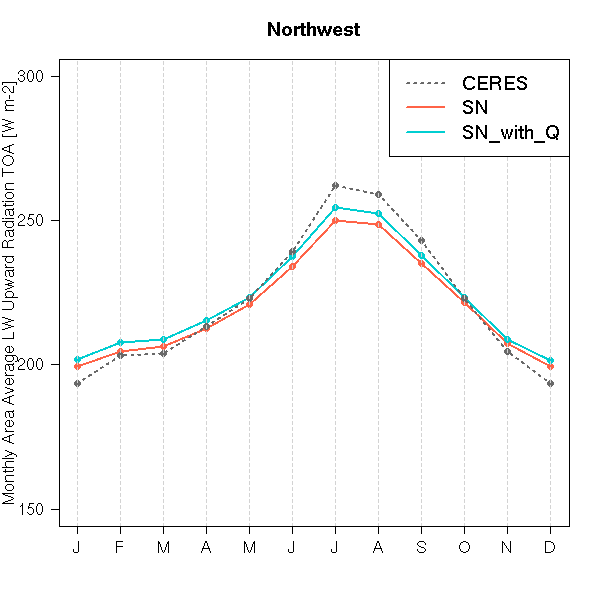 Northwest
Monthly Area Average LW Upward Radiation TOA [W m-2]
300
250
200
150
CERES
SN
SN_with_Q
J F M A M J J A S O N D